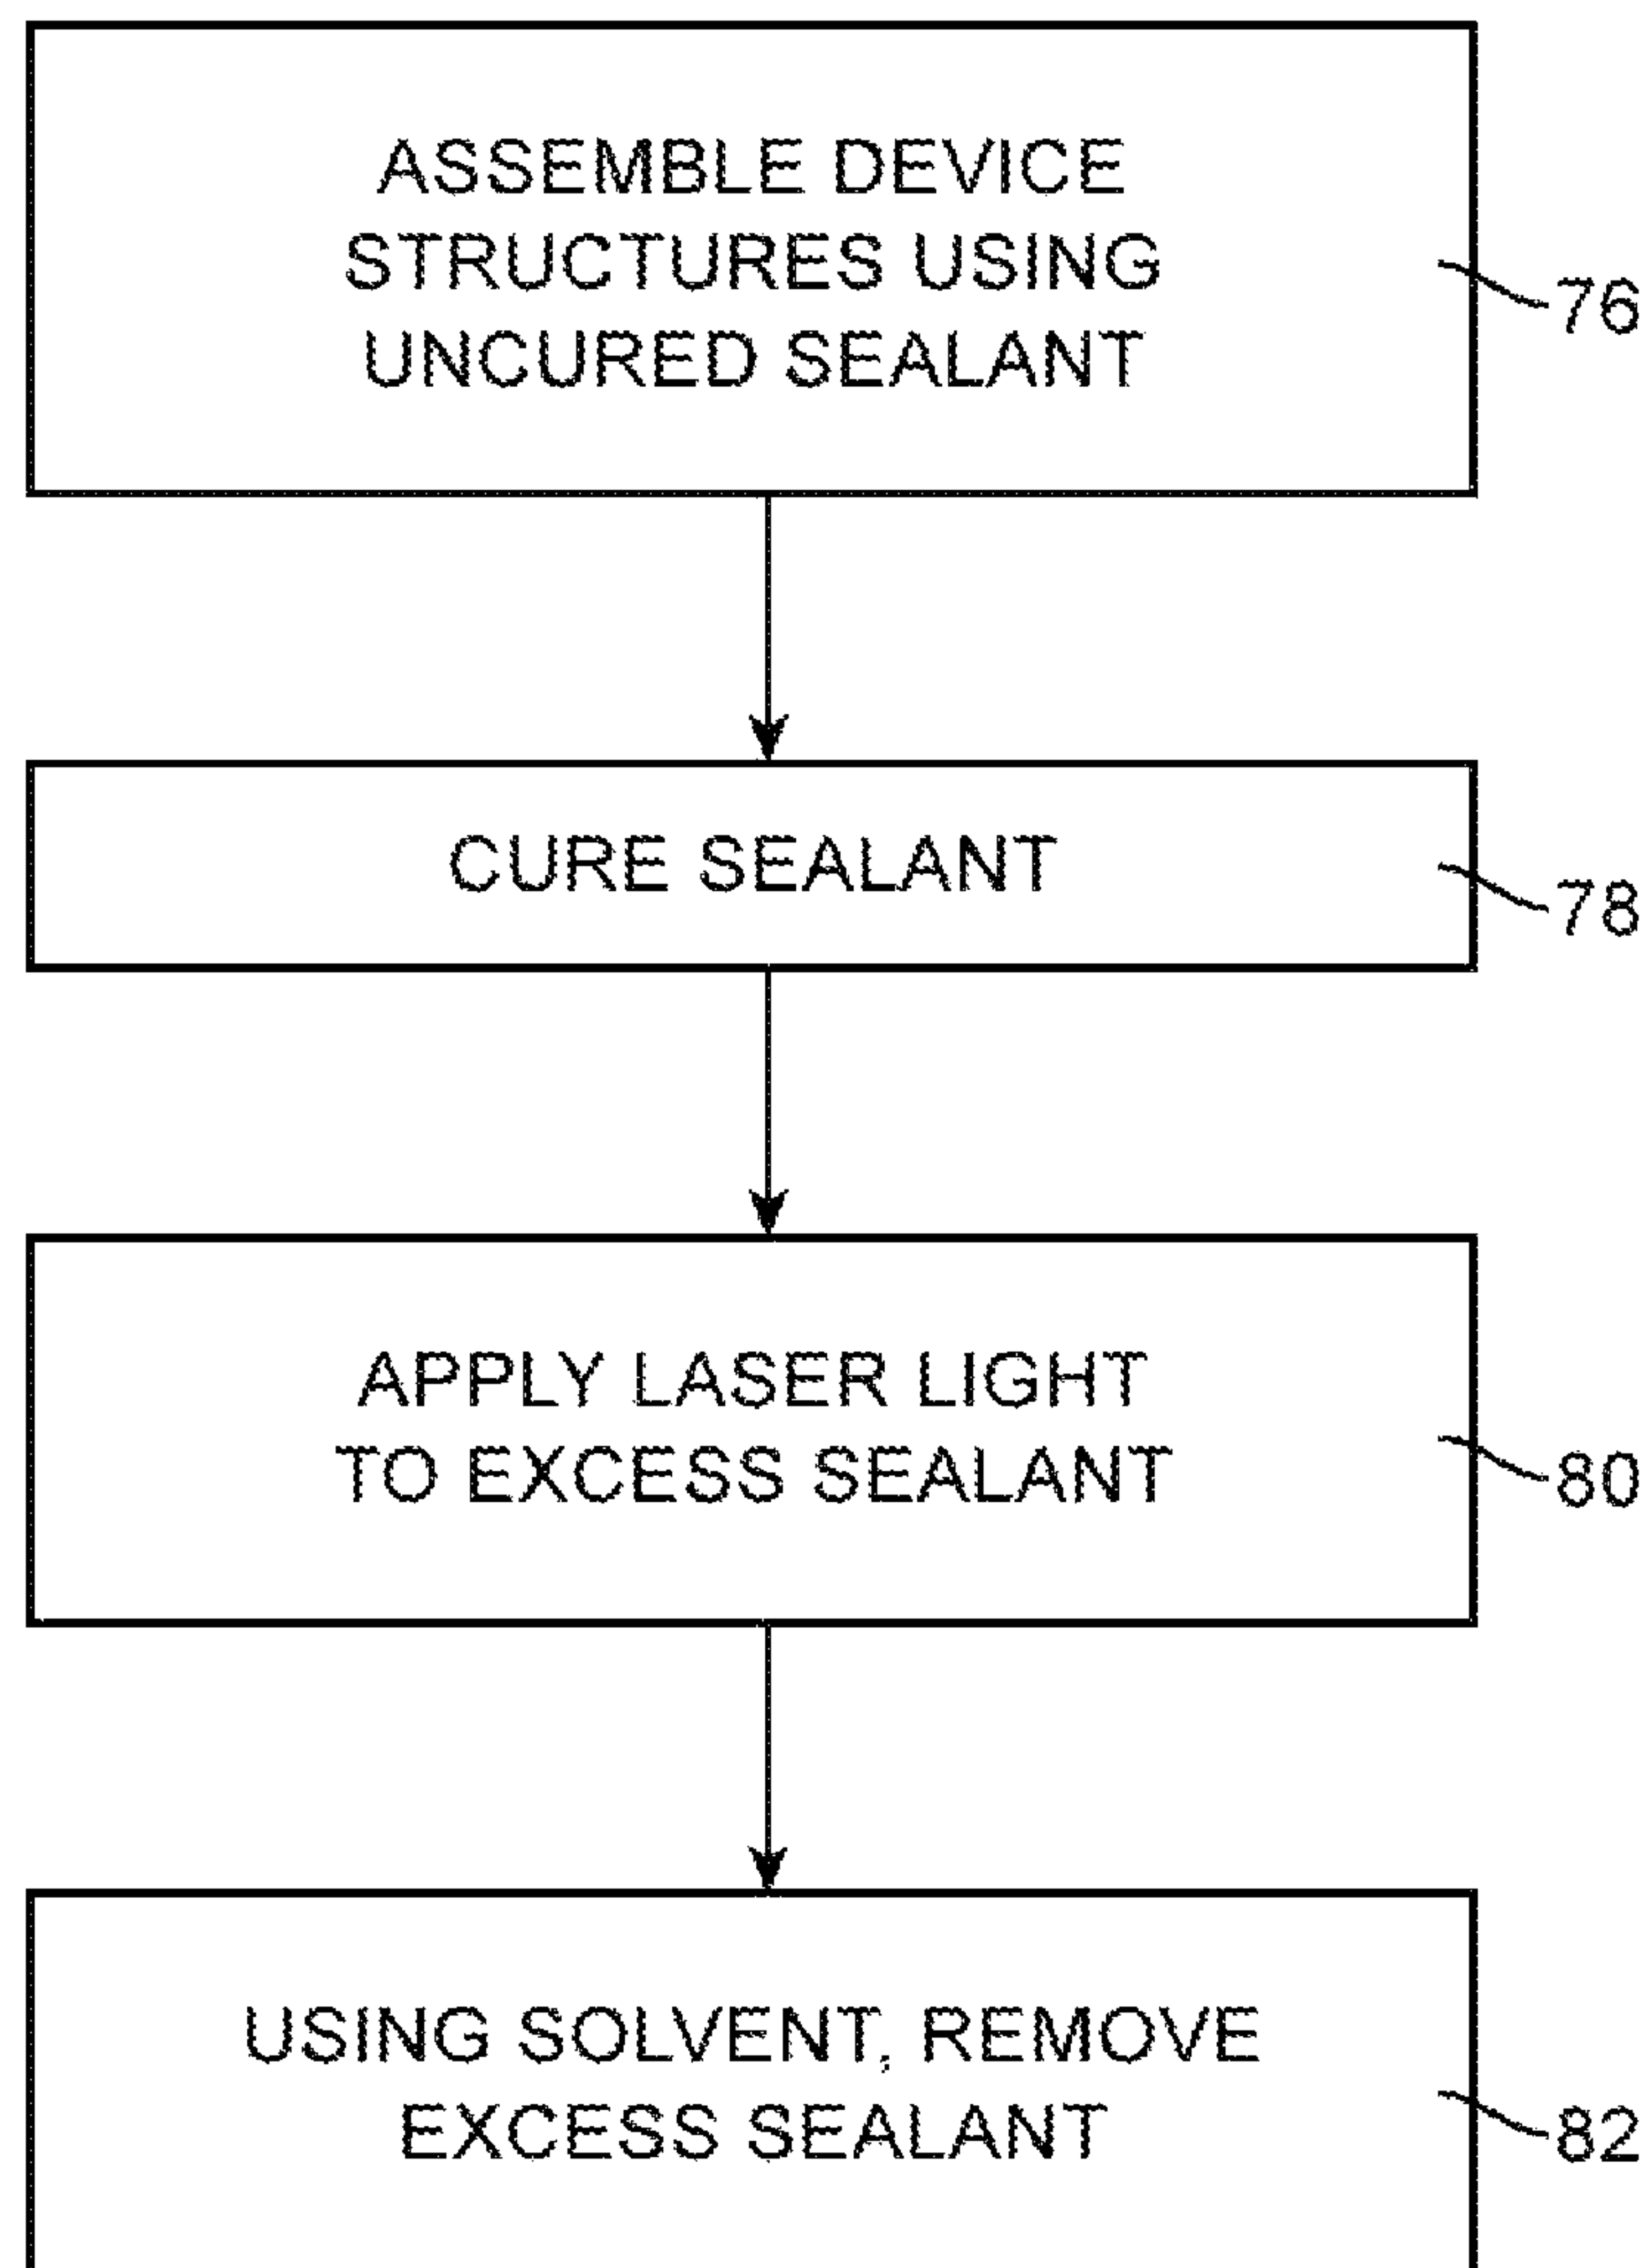 ASSEMBLE DEVICE
STRUCTURES USING
UNCURED SEALANT
76
CURE SEALANT
78
APPLY LASER LIGHT
TO EXCESS SEALANT
80
USING SOLVENT, REMOVE
EXCESS SEALANT
82